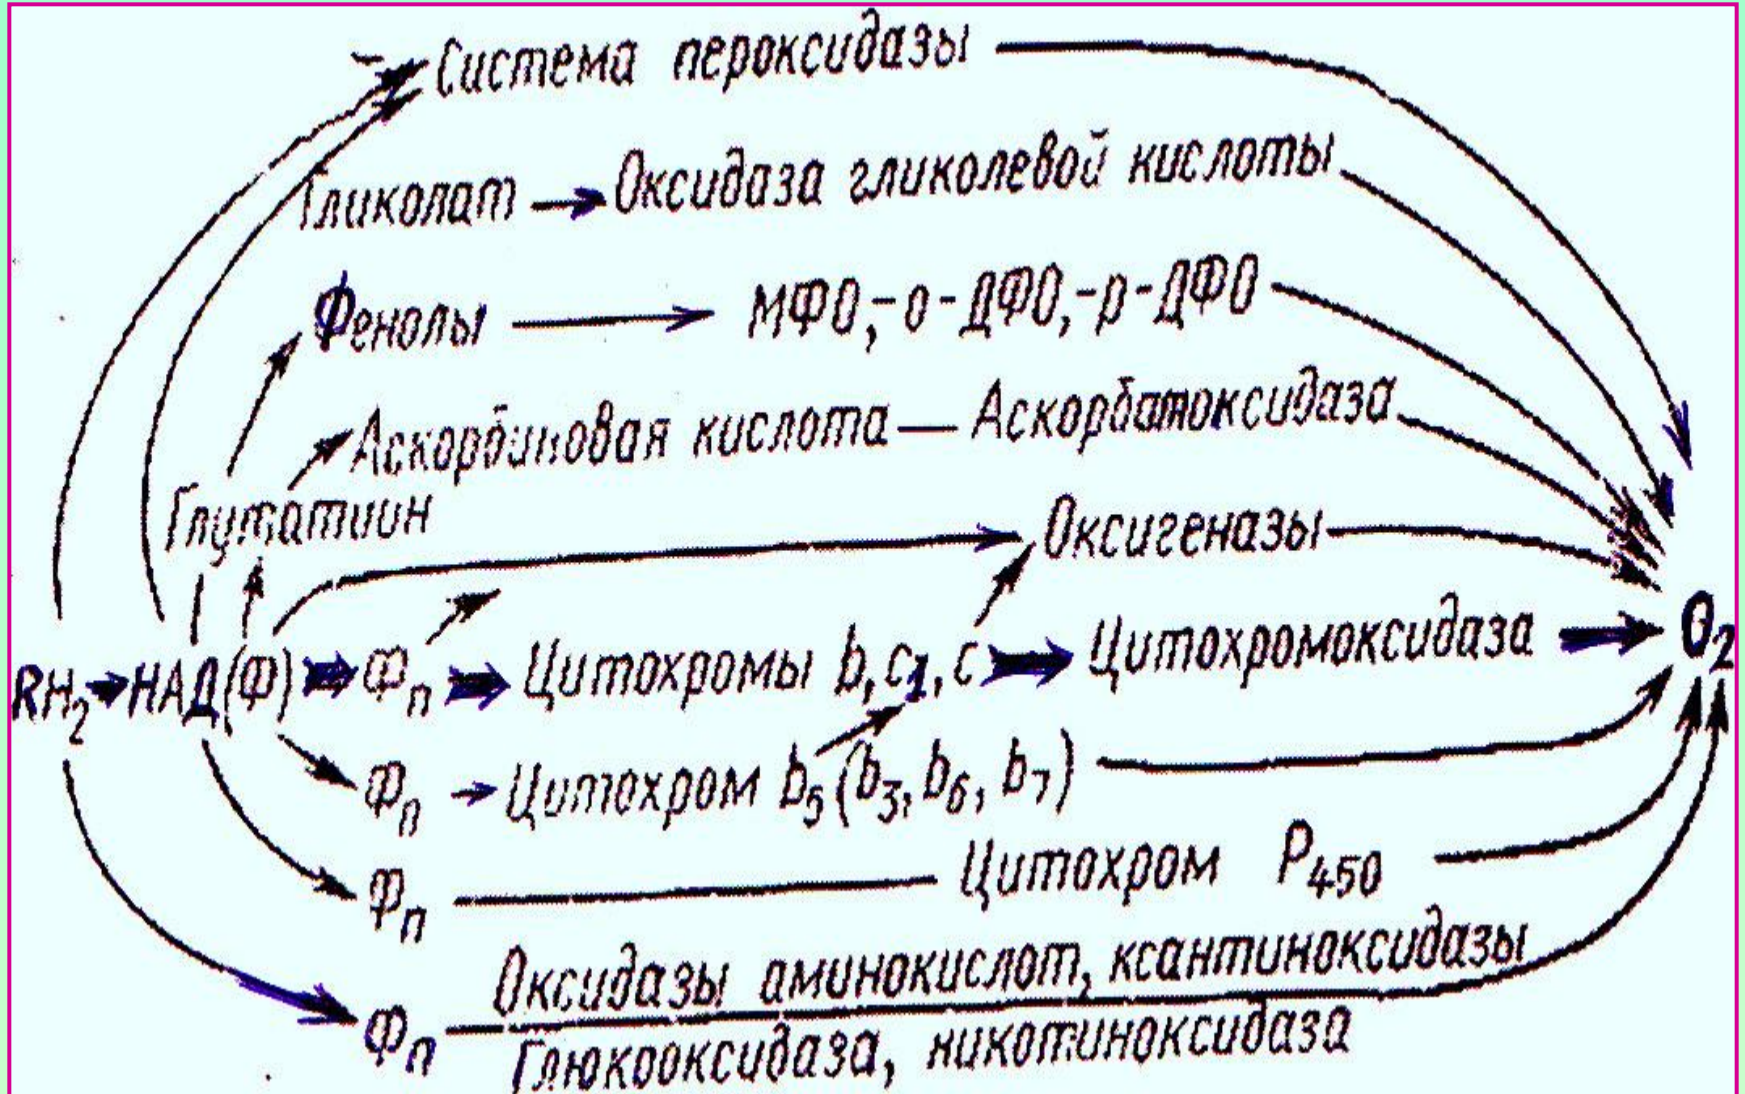 Система пероксидазы
Гликолат Оксидаза гликолевой кислоты
Фенолы МФО,-о-ДФО,-р-ДФО
Аскорбиновая кислота — Аскорбатоксидаза
Глутатион
Оксигеназы
RH2 НАД(Ф) Фп Цитохромы b, c1, c Цитохромоксидаза O2
Фп Цитохром b5 (b3, b6, b7)
Фп Цитохром P450
Оксидазы аминокислот, ксантиноксидазы
Фп
Глюкооксидаза, никотиноксидаза